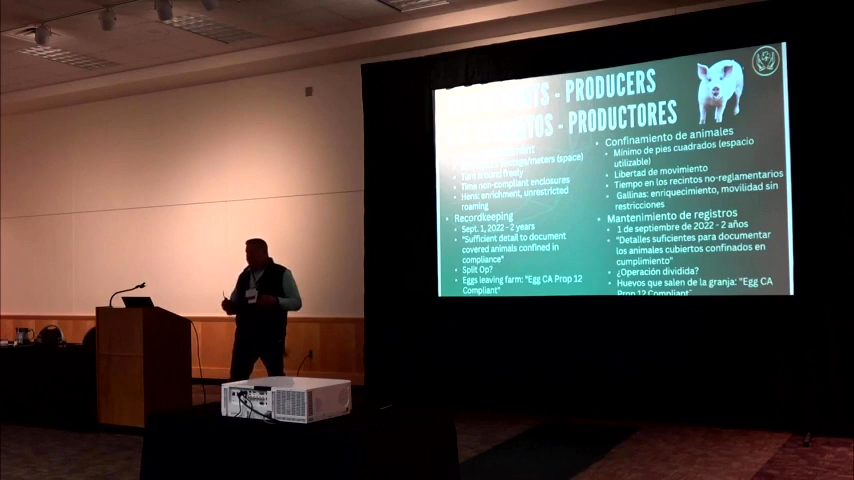 - PRODUCERS
- PRODUCTORES
(space)
Turn around freely
Time non-compliant enclosures
Hens: enrichment, unrestricted
roaming
Recordkeeping
Sept. 1, 2022 - 2 years
"Sufficient detail to document
covered animals confined in
compliance"
Split Op?
Eggs leaving farm: "Egg CA Prop 12
Compliant"
Confinamiento de animales
Mínimo de pies cuadrados (espacio
utilizable)
Libertad de movimiento
Tiempo en los recintos no-reglamentarios
Gallinas: enriquecimiento, movilidad sin
restricciones
Mantenimiento de registros
1 de septiembre de 2022 - 2 años
"Detalles suficientes para documentar
los animales cubiertos confinados en
cumplimiento"
¿Operación dividida?
Huevos que salen de la granja: "Egg CA
Prop 12 Compliant"